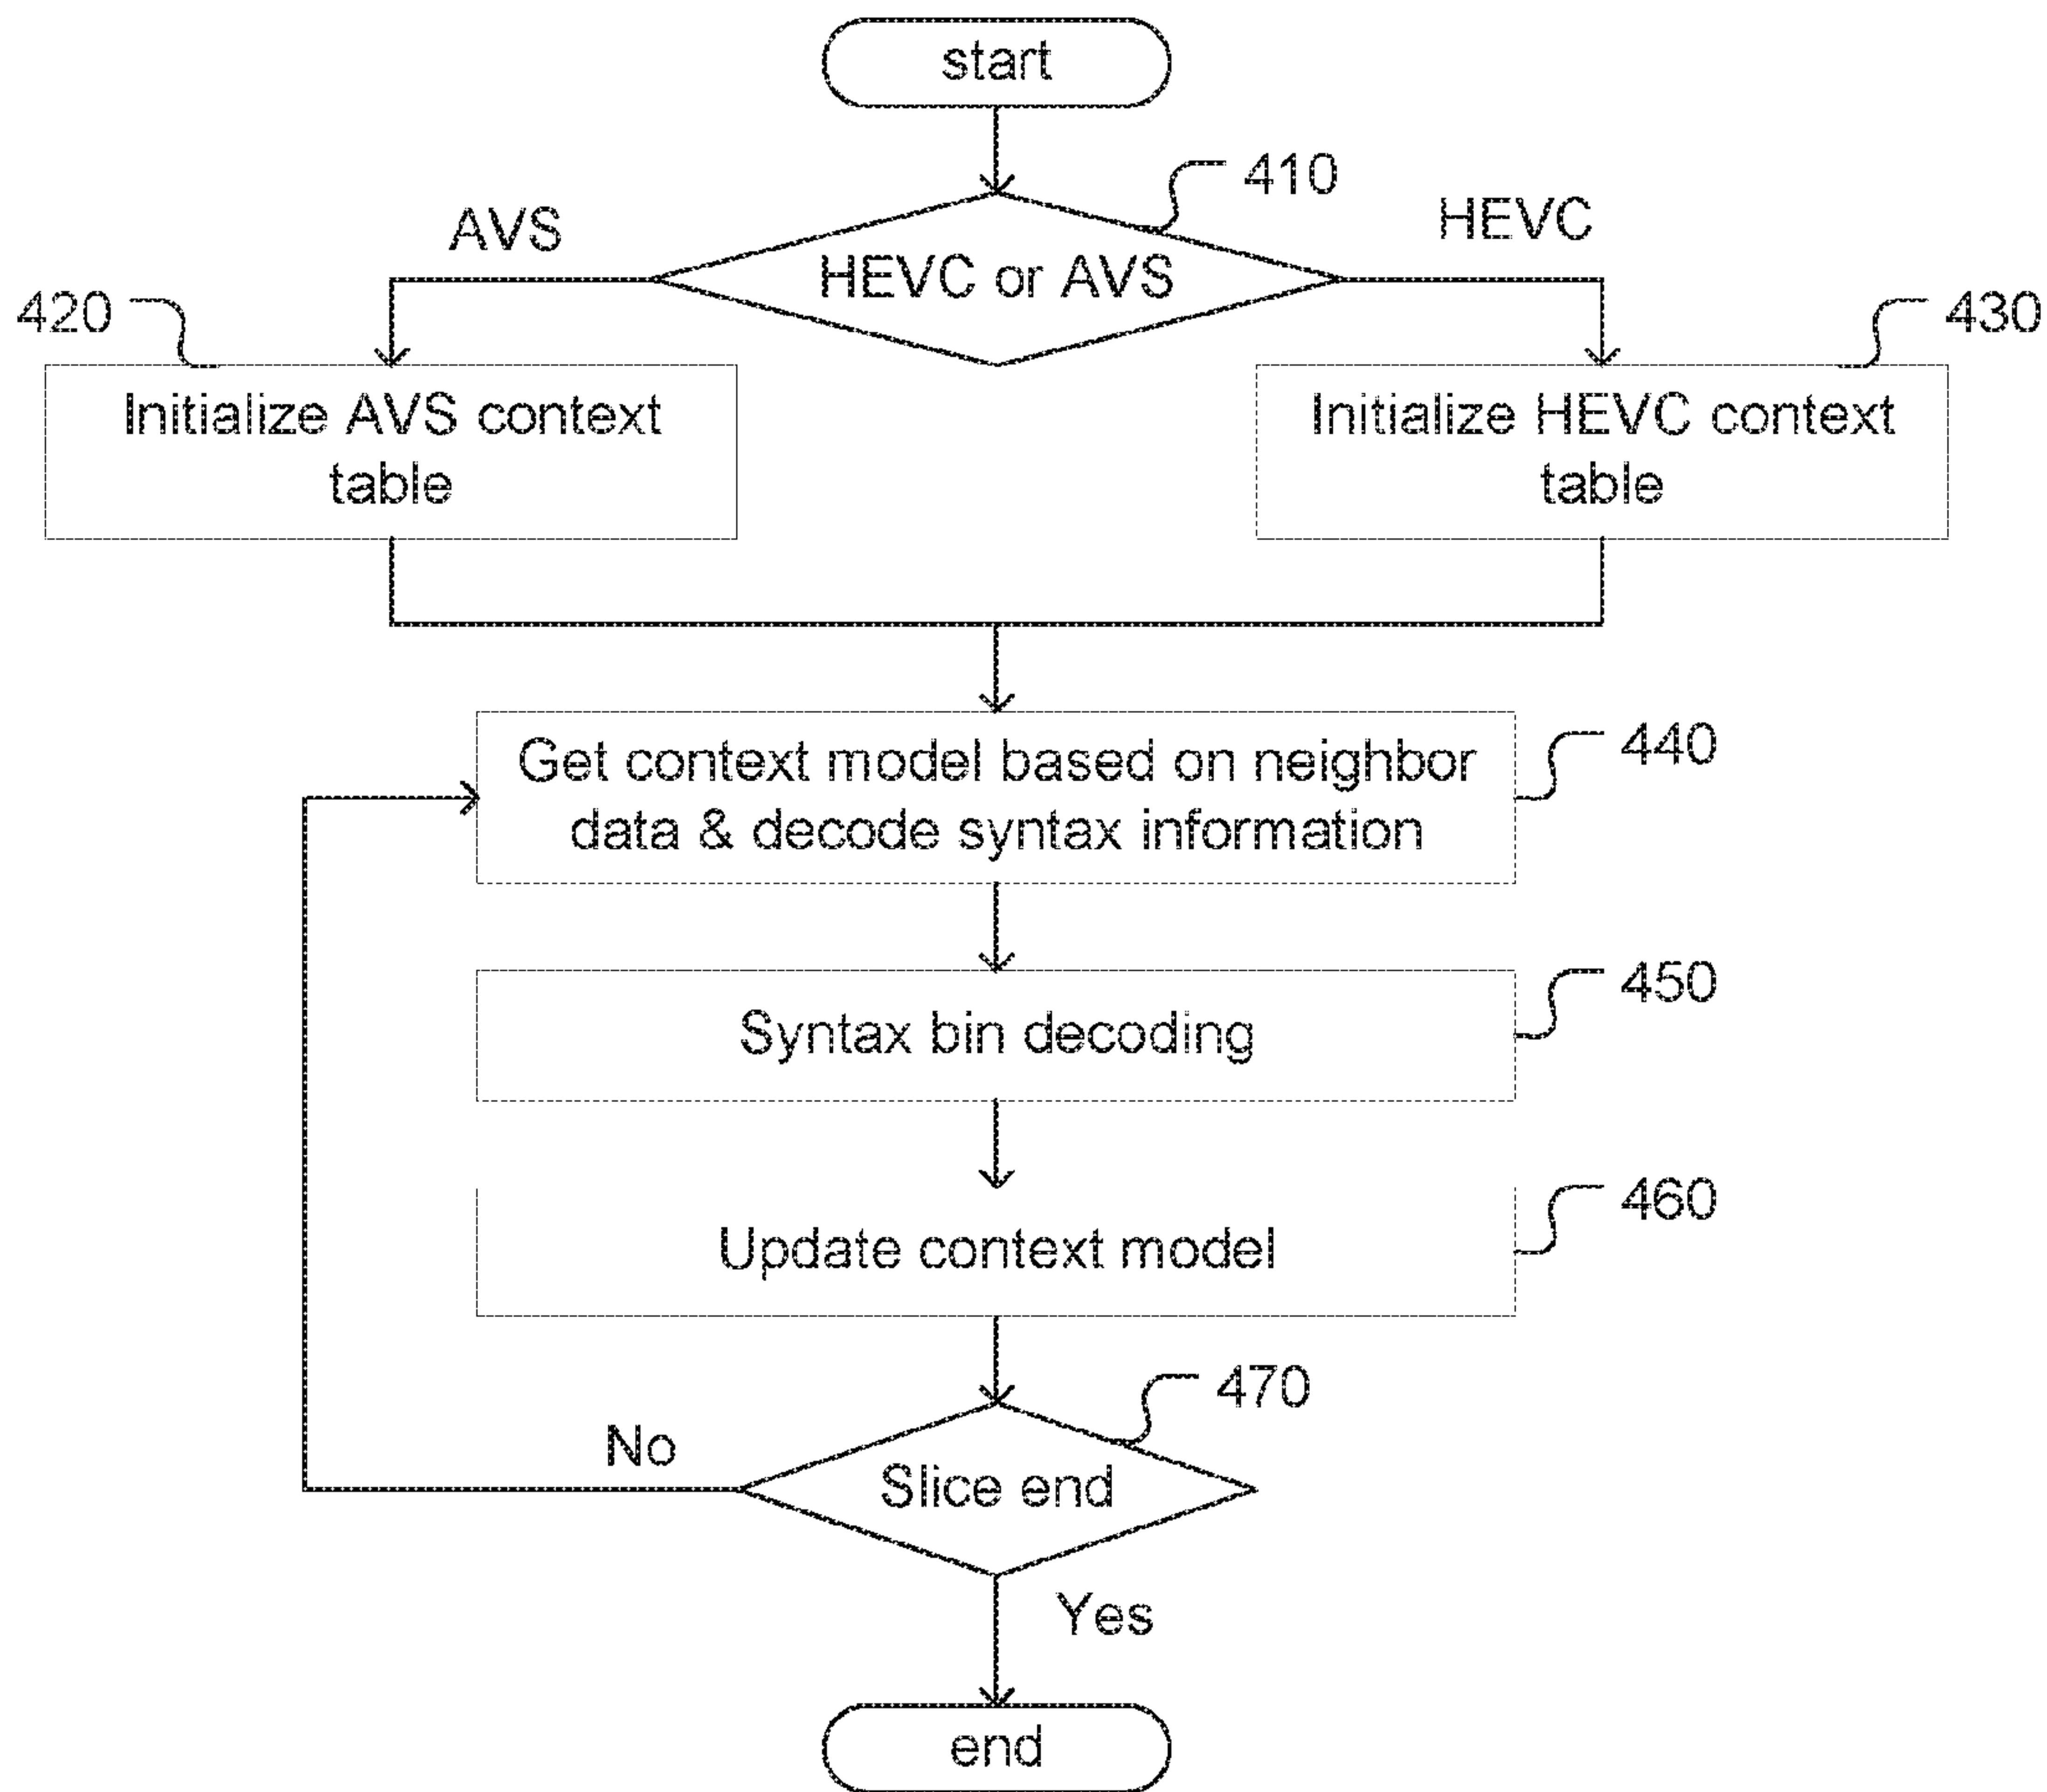 start
410
AVS
HEVC
HEVC or AVS
420
430
Initialize AVS context
table
Initialize HEVC context
table
Get context model based on neighbor
data & decode syntax information
440
Syntax bin decoding
450
Update context model
460
470
No
Slice end
Yes
end